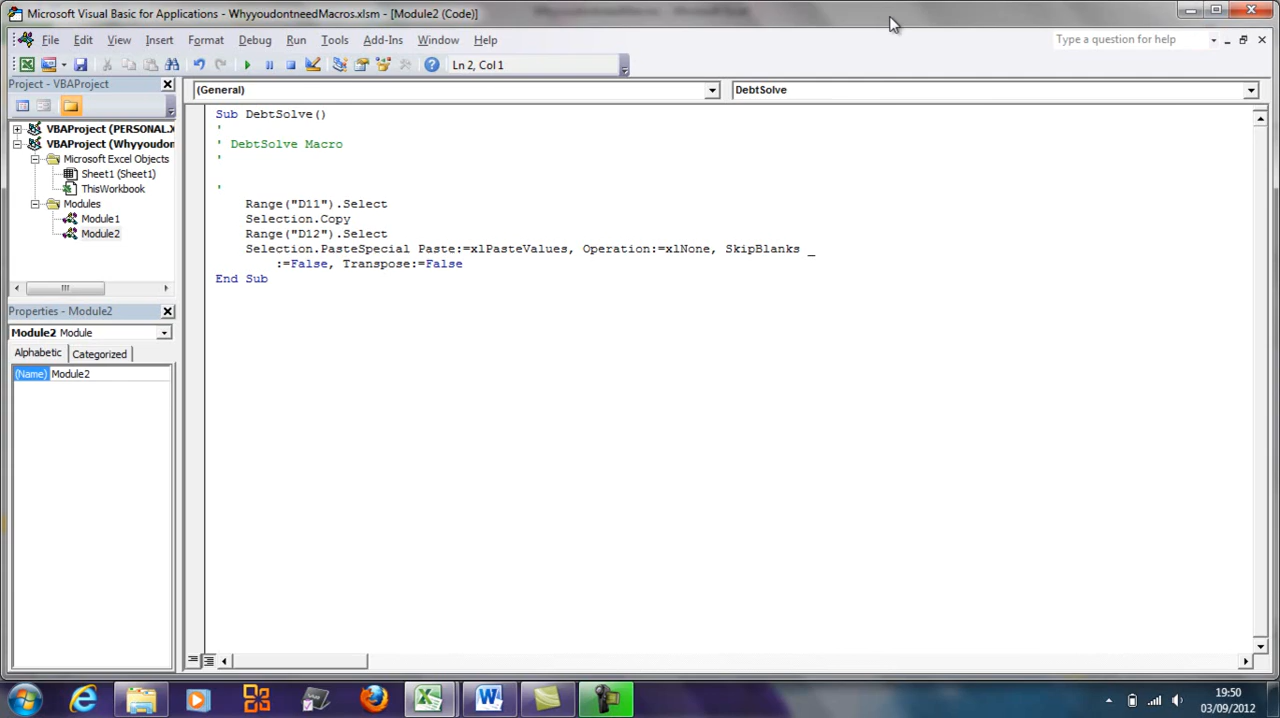 Microsoft Visual Basic for Applications - WhyyoudontneedMacros.xlsm - [Module2 (Code)]
File Edit View Insert Format Debug Run Tools Add-Ins Window Help
Type a question for help
Ln 2, Col 1
Project - VBAProject
(General)
DebtSolve
VBAProject (PERSONAL.X
VBAProject (Whyyoudon
Microsoft Excel Objects
Sheet1 (Sheet1)
ThisWorkbook
Modules
Module1
Module2
Sub DebtSolve()
'
' DebtSolve Macro
'
'
Range("D11").Select
Selection.Copy
Range("D12").Select
Selection.PasteSpecial Paste:=xlPasteValues, Operation:=xlNone, SkipBlanks _
:=False, Transpose:=False
End Sub
Properties - Module2
Module2 Module
Alphabetic Categorized
(Name) Module2
19:50
03/09/2012